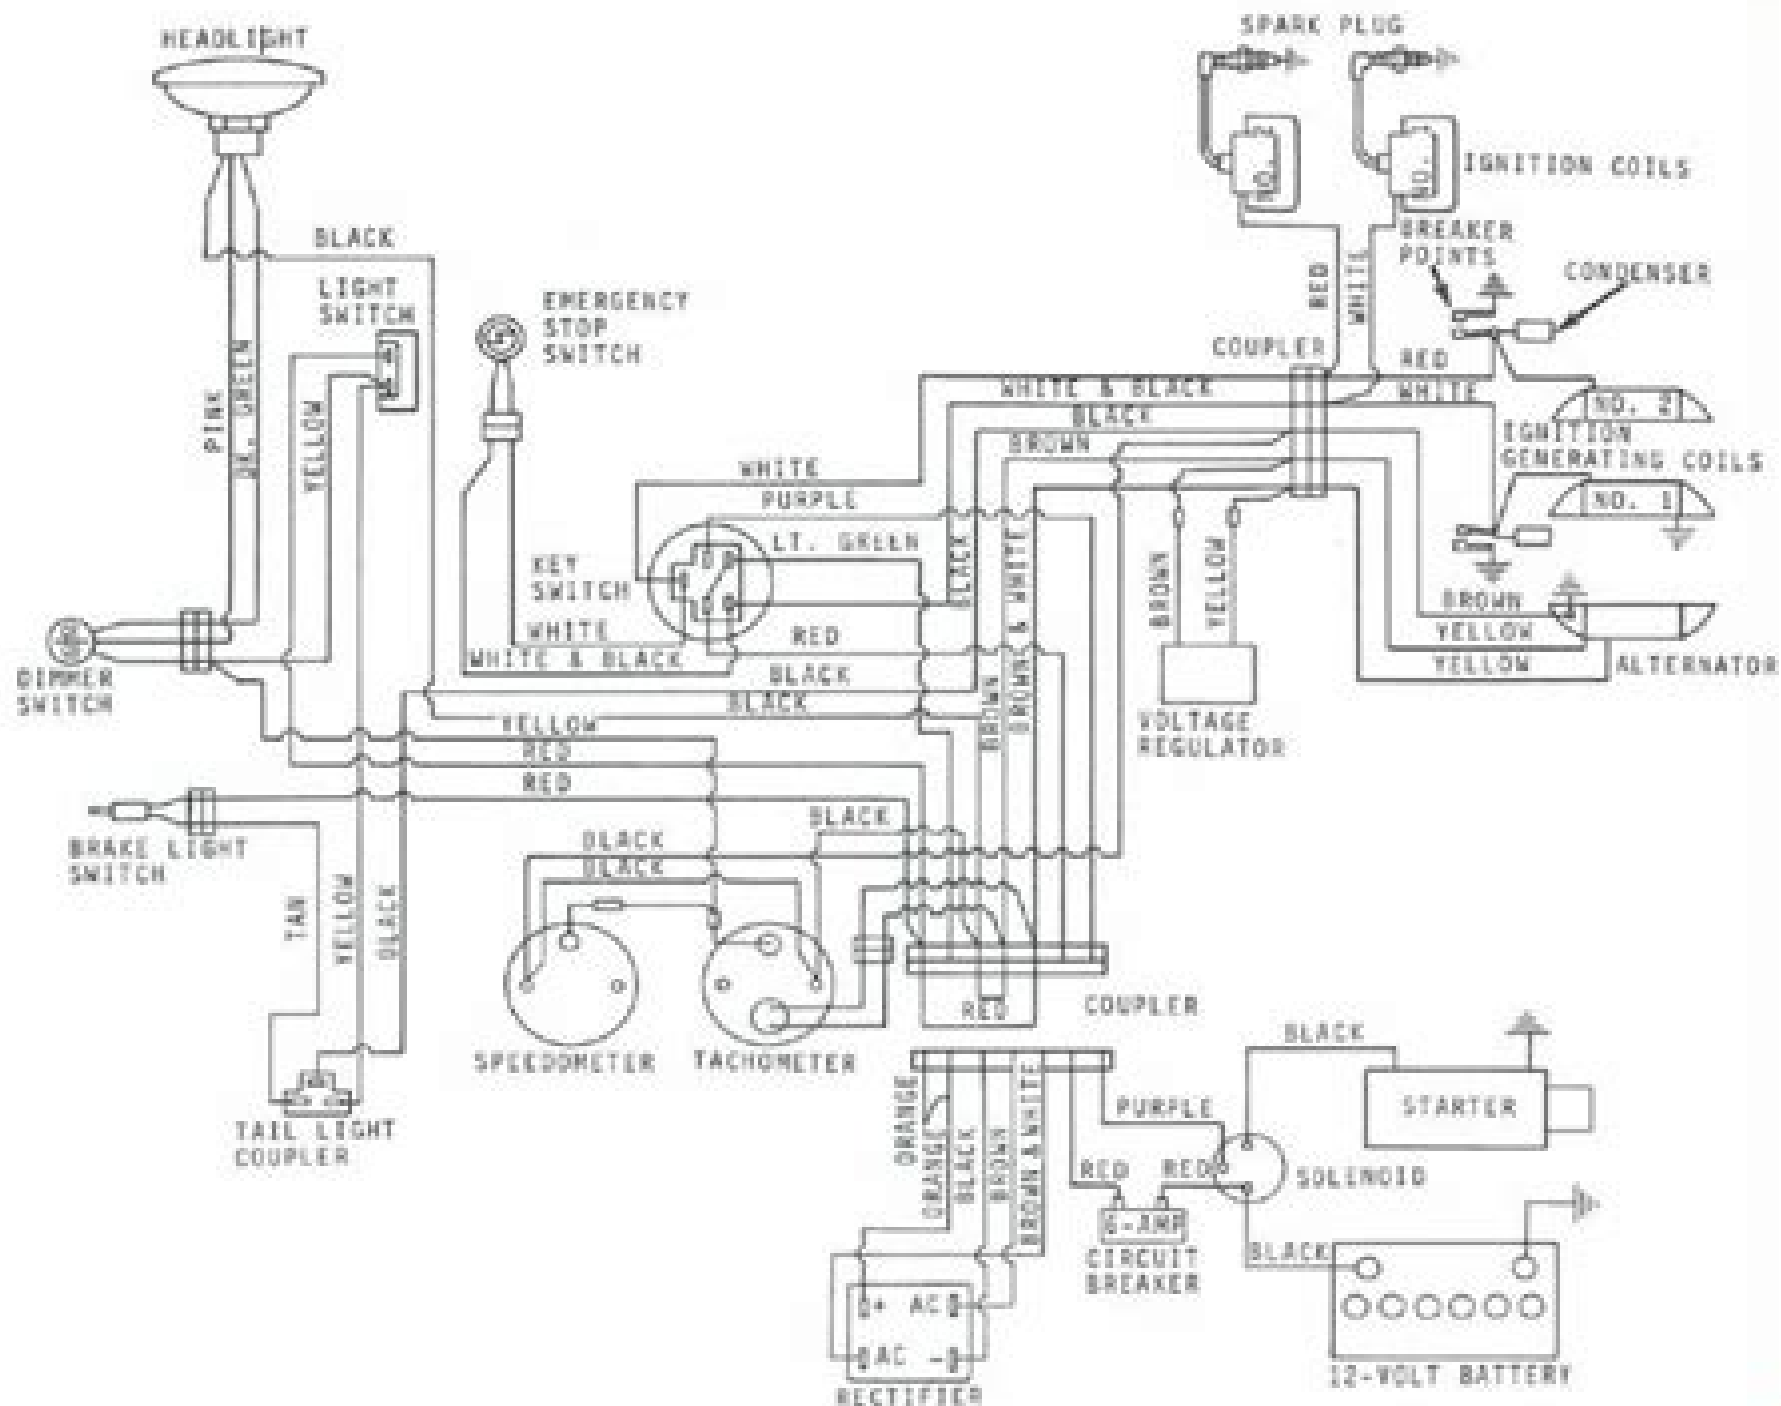 HEADLIGHT
SPARK PLUG
NO.
NO.
IGNITION COILS
BREAKER
POINTS
CONDENSER
BLACK
LIGHT
SWITCH
EMERGENCY
STOP
SWITCH
RED
WHITE
COUPLER
RED
WHITE & BLACK
WHITE
BLACK
BROWN
NO. 2
IGNITION
GENERATING COILS
NO. 1
PINK
DK. GREEN
YELLOW
WHITE
PURPLE
LT. GREEN
KEY
SWITCH
BLACK
BROWN & WHITE
BROWN
YELLOW
BROWN
YELLOW
YELLOW
ALTERNATOR
WHITE
WHITE & BLACK
RED
BLACK
BLACK
BROWN
DIMMER
SWITCH
YELLOW
RED
RED
VOLTAGE
REGULATOR
BRAKE LIGHT
SWITCH
BLACK
BLACK
BLACK
TAN
YELLOW
BLACK
RED
COUPLER
SPEEDOMETER
TACHOMETER
BLACK
STARTER
ORANGE
ORANGE
BLACK
BROWN
BROWN & WHITE
PURPLE
RED
RED
SOLENOID
TAIL LIGHT
COUPLER
6-AMP
CIRCUIT
BREAKER
BLACK
+ AC
AC -
RECTIFIER
12-VOLT BATTERY